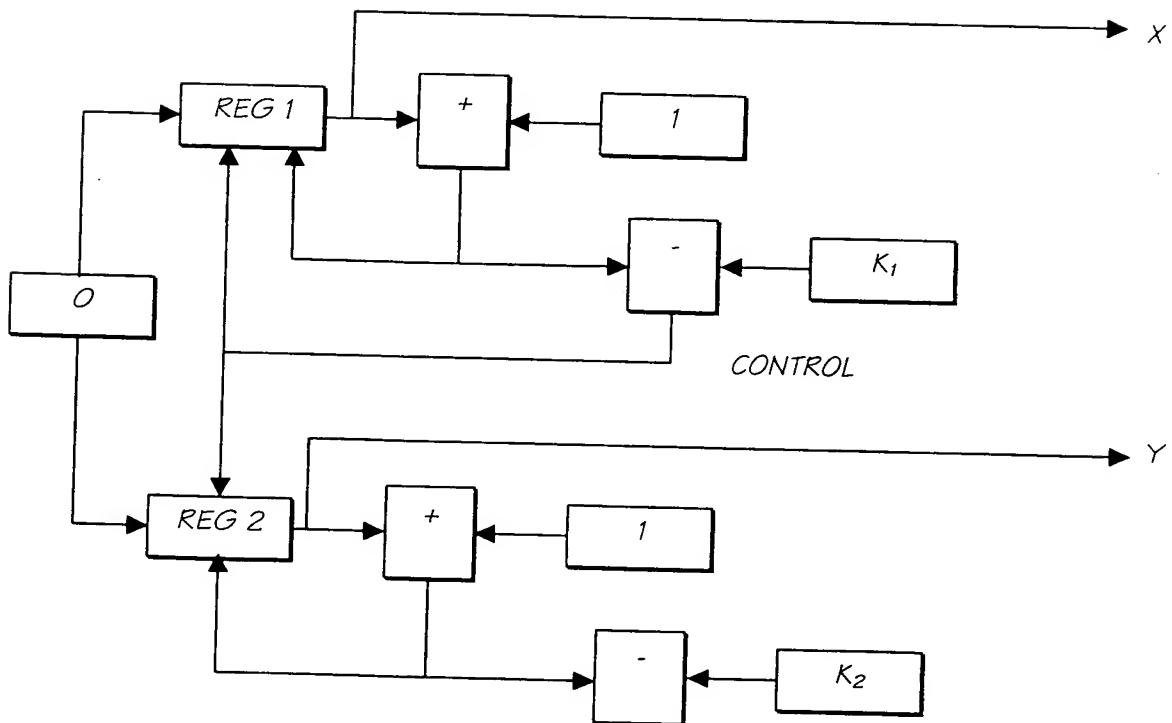 X
REG 1
+
1
-
K₁
O
CONTROL
Y
REG 2
+
1
-
K₂